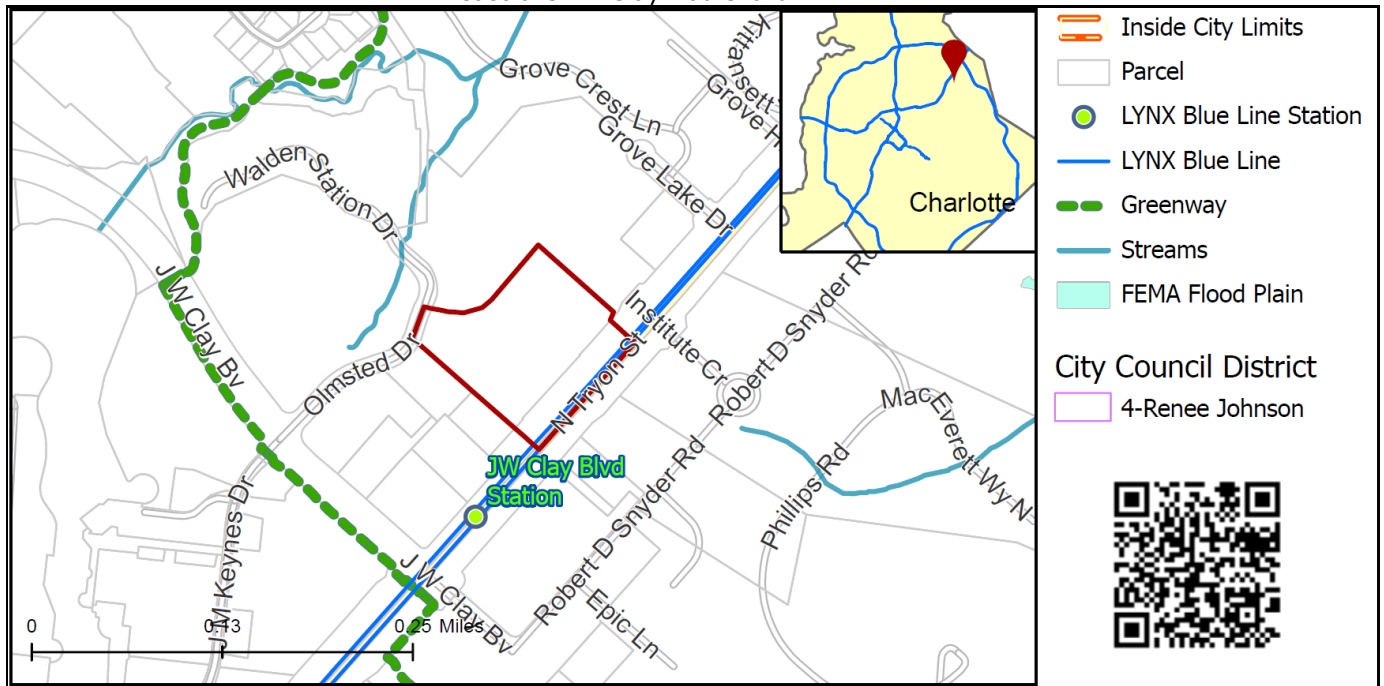 Grove Crest Ln
Kittansett
Grove H
Grove Lake Dr
Walden Station Dr
J W Clay Bv
Olmsted Dr
Institute Cr
N Tryon St
Robert D Snyder Rd
Mac Everett Wy N
JW Clay Blvd
Station
Robert D Snyder Rd
Phillips Rd
J M Keynes Dr
J W Clay Bv
Epic Ln
0
0.13
0.25 Miles
Charlotte
Inside City Limits
Parcel
LYNX Blue Line Station
LYNX Blue Line
Greenway
Streams
FEMA Flood Plain
City Council District
4-Renee Johnson